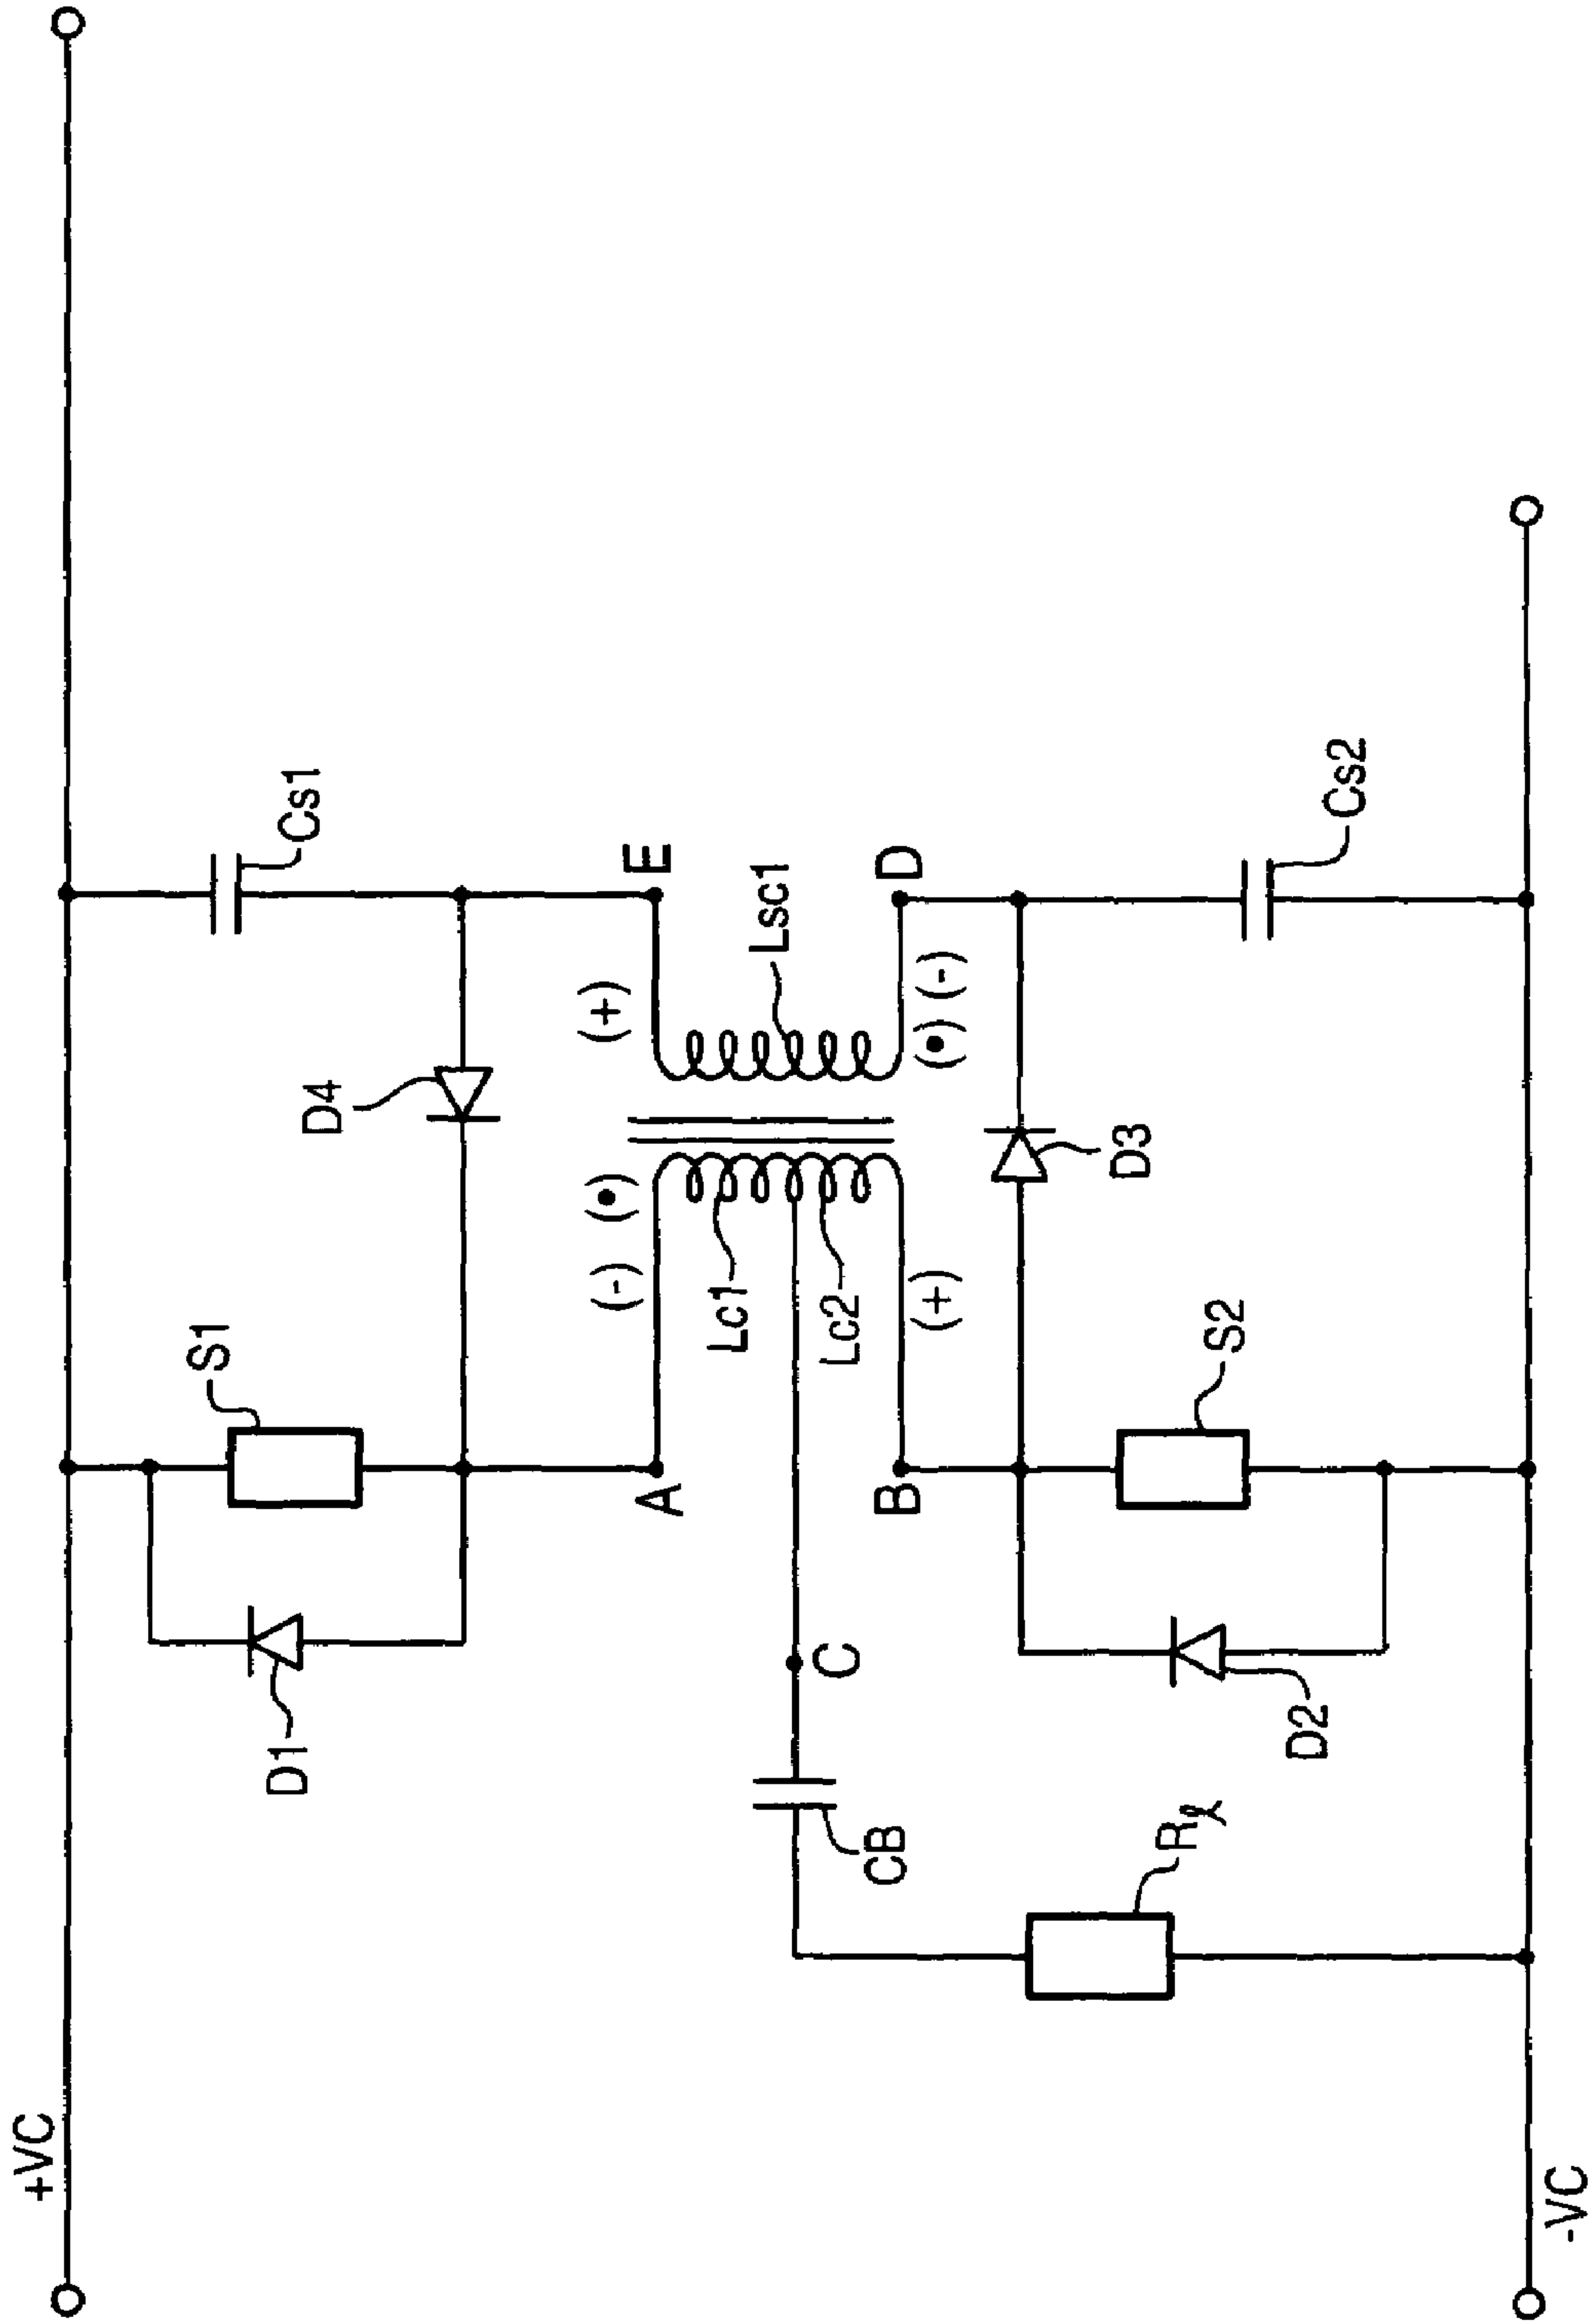 +VC
S1
D4
Cs1
D1
(-) (•)
(+)
E
A
Lc1
Lsc1
C
Lc2
CB
B
(+)
(•) (-)
D
D3
Rℓ
D2
S2
Cs2
-VC